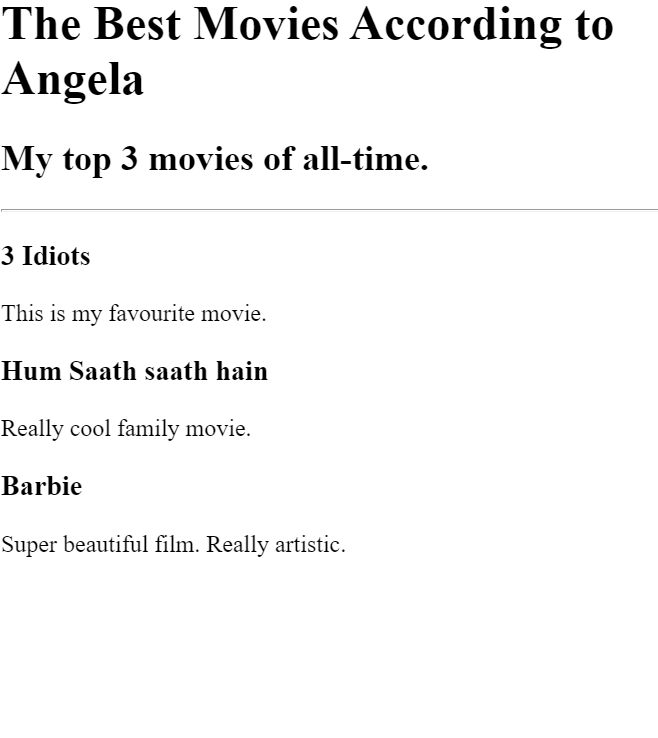 The Best Movies According to
Angela
My top 3 movies of all-time.
3 Idiots
This is my favourite movie.
Hum Saath saath hain
Really cool family movie.
Barbie
Super beautiful film. Really artistic.